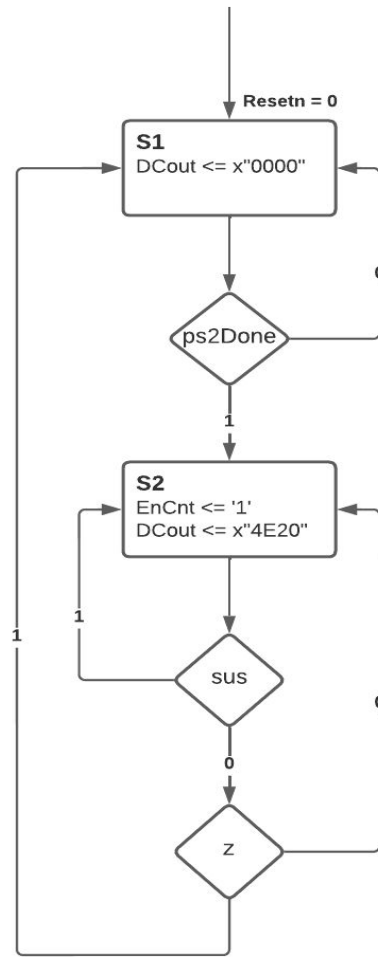 Resetn = 0
S1
DCout <= x"0000"
ps2Done
1
S2
EnCnt <= '1'
DCout <= x"4E20"
1
1
sus
0
z